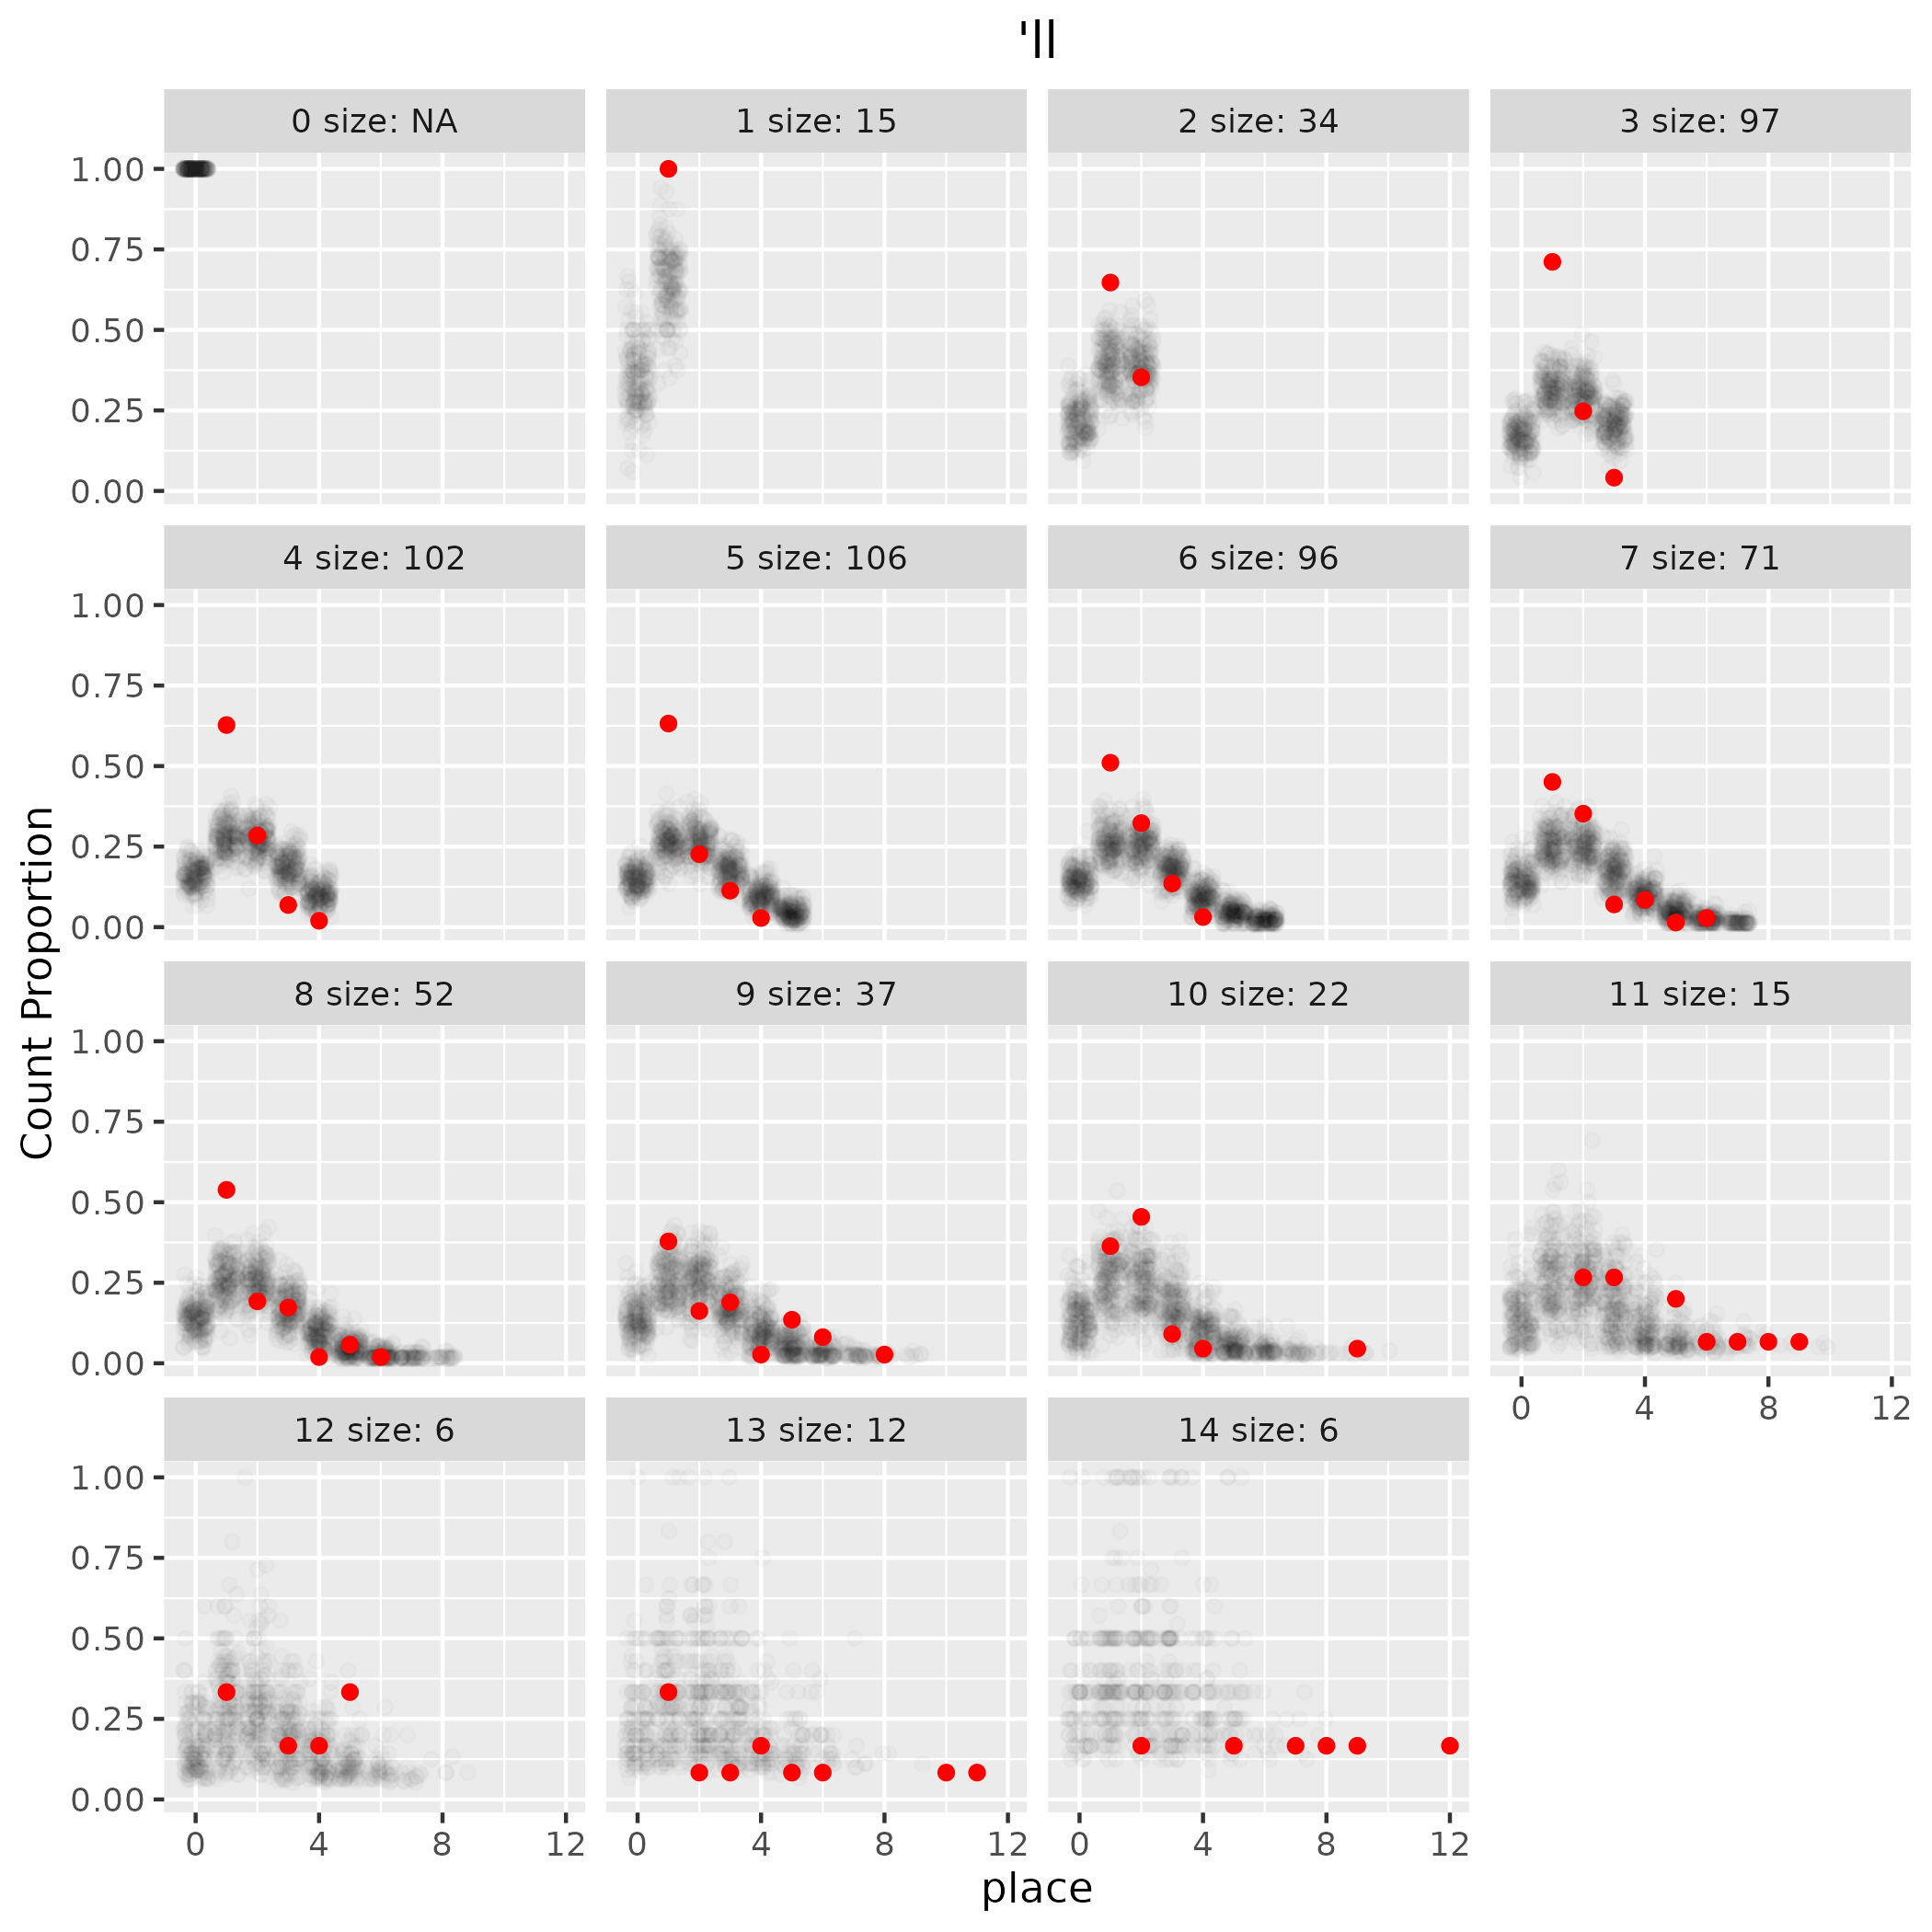 'll
0 size: NA
1 size: 15
2 size: 34
3 size: 97
1.00
0.75
0.50
0.25
0.00
4 size: 102
5 size: 106
6 size: 96
7 size: 71
1.00
0.75
0.50
0.25
0.00
8 size: 52
9 size: 37
10 size: 22
11 size: 15
1.00
0.75
0.50
0.25
0.00
0 4 8 12
12 size: 6
13 size: 12
14 size: 6
1.00
0.75
0.50
0.25
0.00
0 4 8 12
0 4 8 12
0 4 8 12
place
Count Proportion